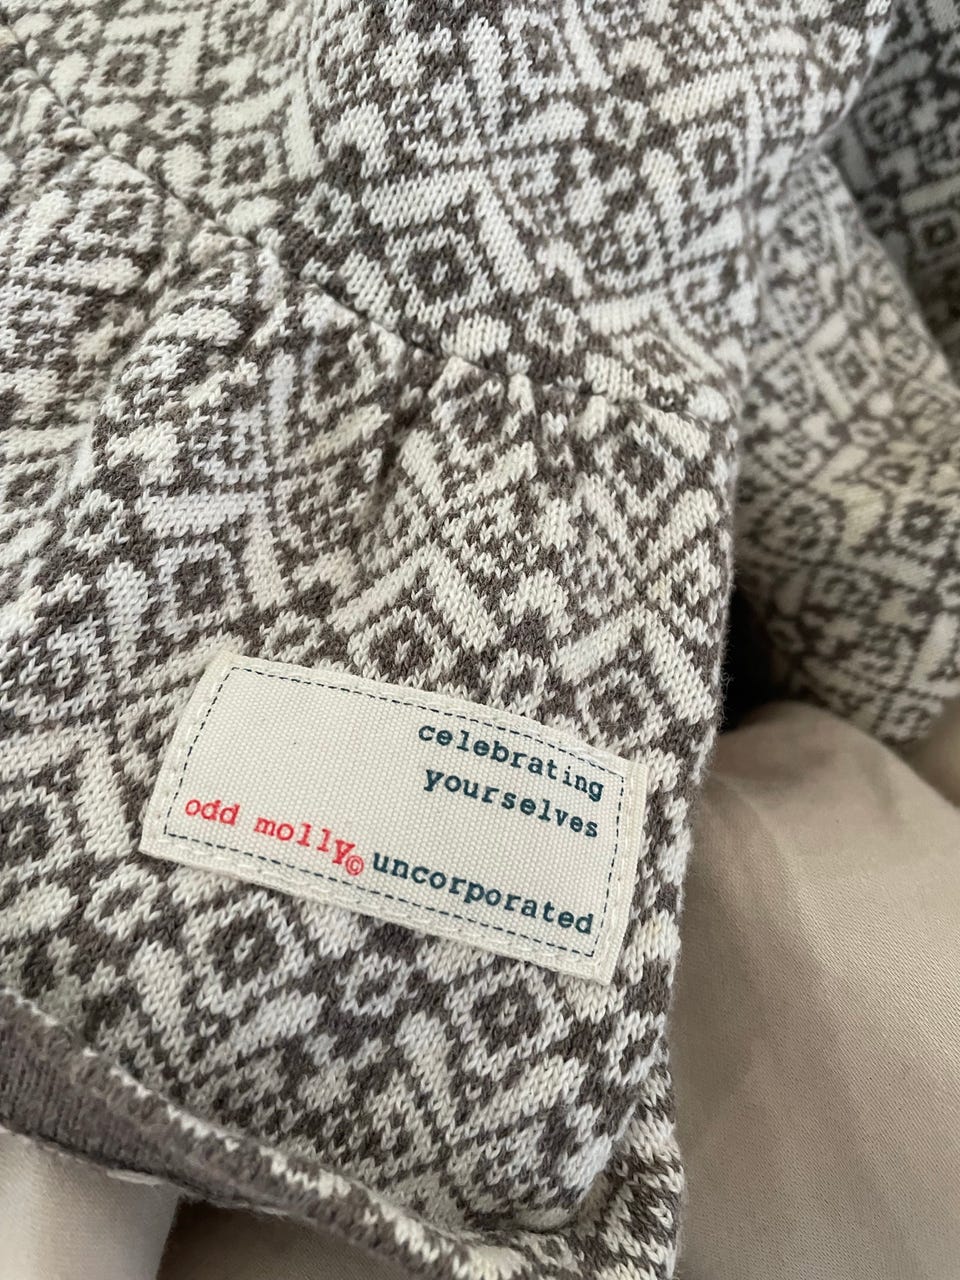 celebrating
yourselves
odd molly© uncorporated